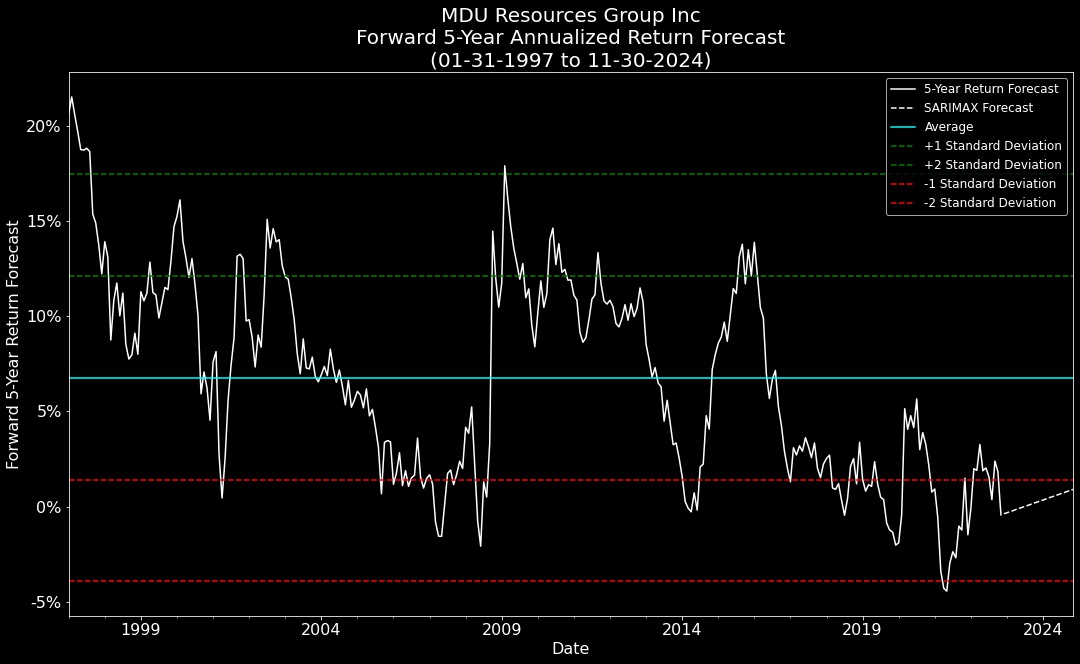 MDU Resources Group Inc
Forward 5-Year Annualized Return Forecast
(01-31-1997 to 11-30-2024)
5-Year Return Forecast
SARIMAX Forecast
Average
+1 Standard Deviation
+2 Standard Deviation
-1 Standard Deviation
-2 Standard Deviation
Forward 5-Year Return Forecast
20%
15%
10%
5%
0%
-5%
1999
2004
2009
2014
2019
2024
Date